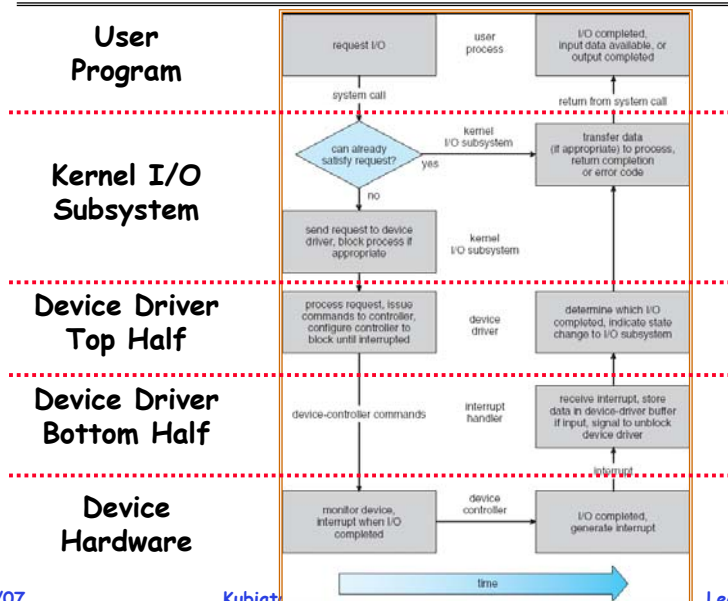 User
Program
request I/O
user
process
I/O completed,
input data available, or
output completed
system call
return from system call
Kernel I/O
Subsystem
can already
satisfy request?
kernel
I/O subsystem
yes
transfer data
(if appropriate) to process,
return completion
or error code
no
send request to device
driver, block process if
appropriate
kernel
I/O subsystem
Device Driver
Top Half
process request, issue
commands to controller,
configure controller to
block until interrupted
device
driver
determine which I/O
completed, indicate state
change to I/O subsystem
Device Driver
Bottom Half
device-controller commands
interrupt
handler
receive interrupt, store
data in device-driver buffer
if input, signal to unblock
device driver
interrupt
Device
Hardware
monitor device,
interrupt when I/O
completed
device
controller
I/O completed,
generate interrupt
time
/07